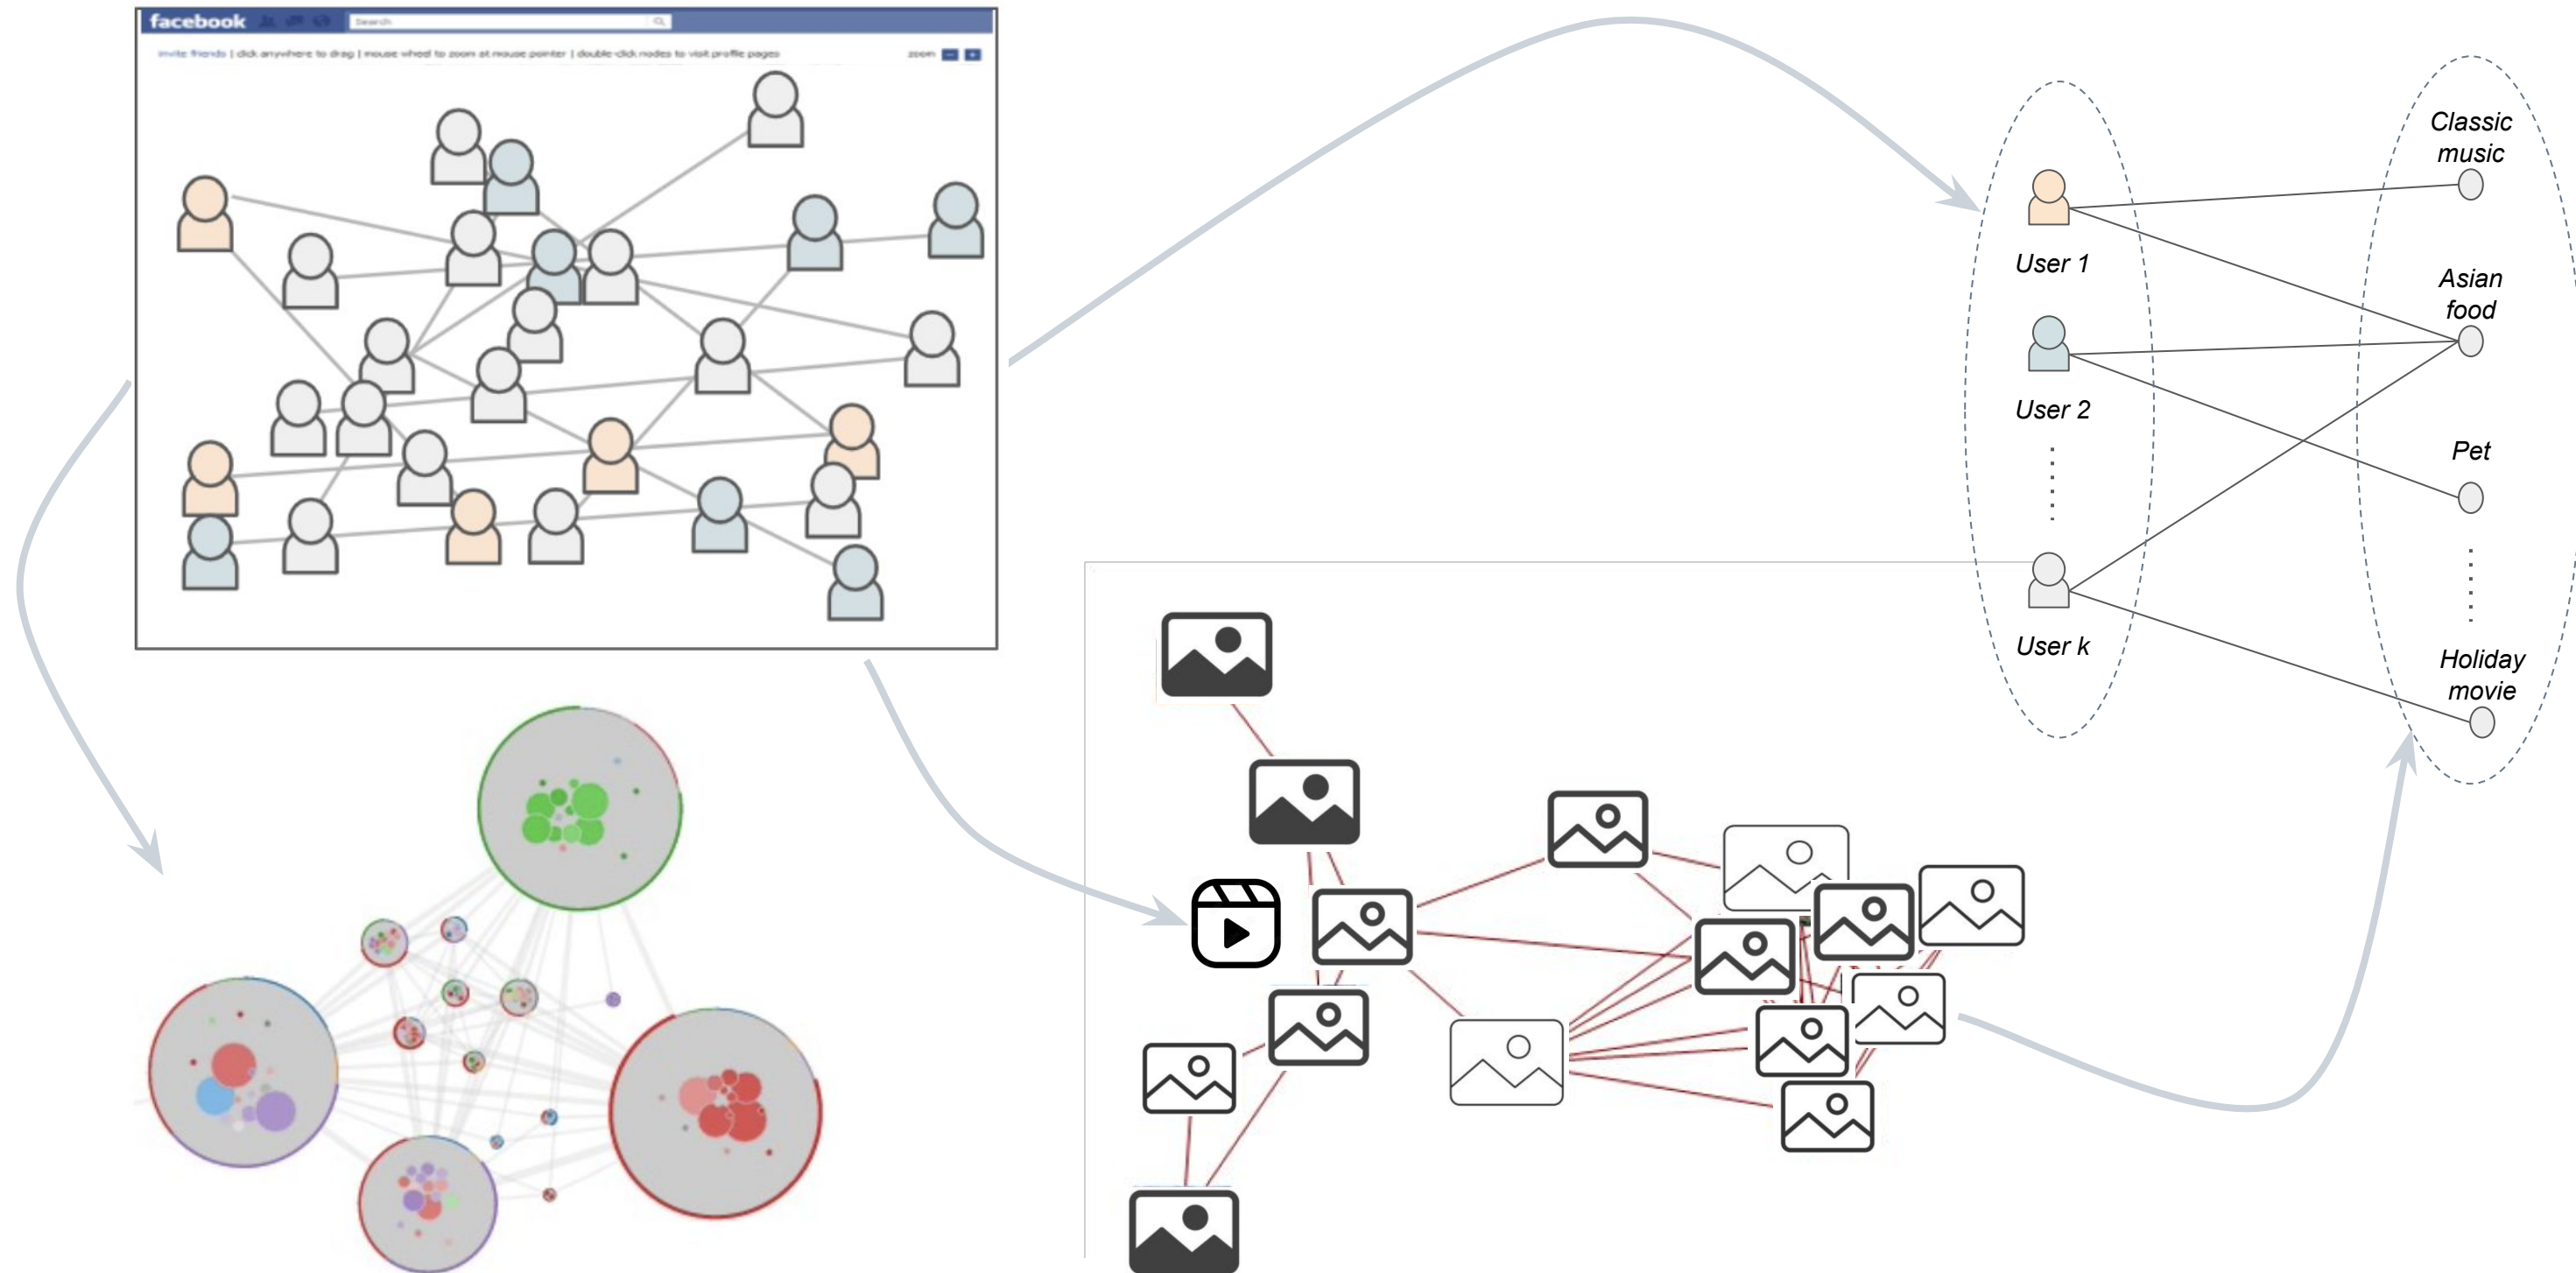 facebook
Search
invite friends | click anywhere to drag | mouse wheel to zoom at mouse pointer | double-click nodes to visit profile pages
zoom
Classic
music
User 1
Asian
food
User 2
Pet
User k
Holiday
movie